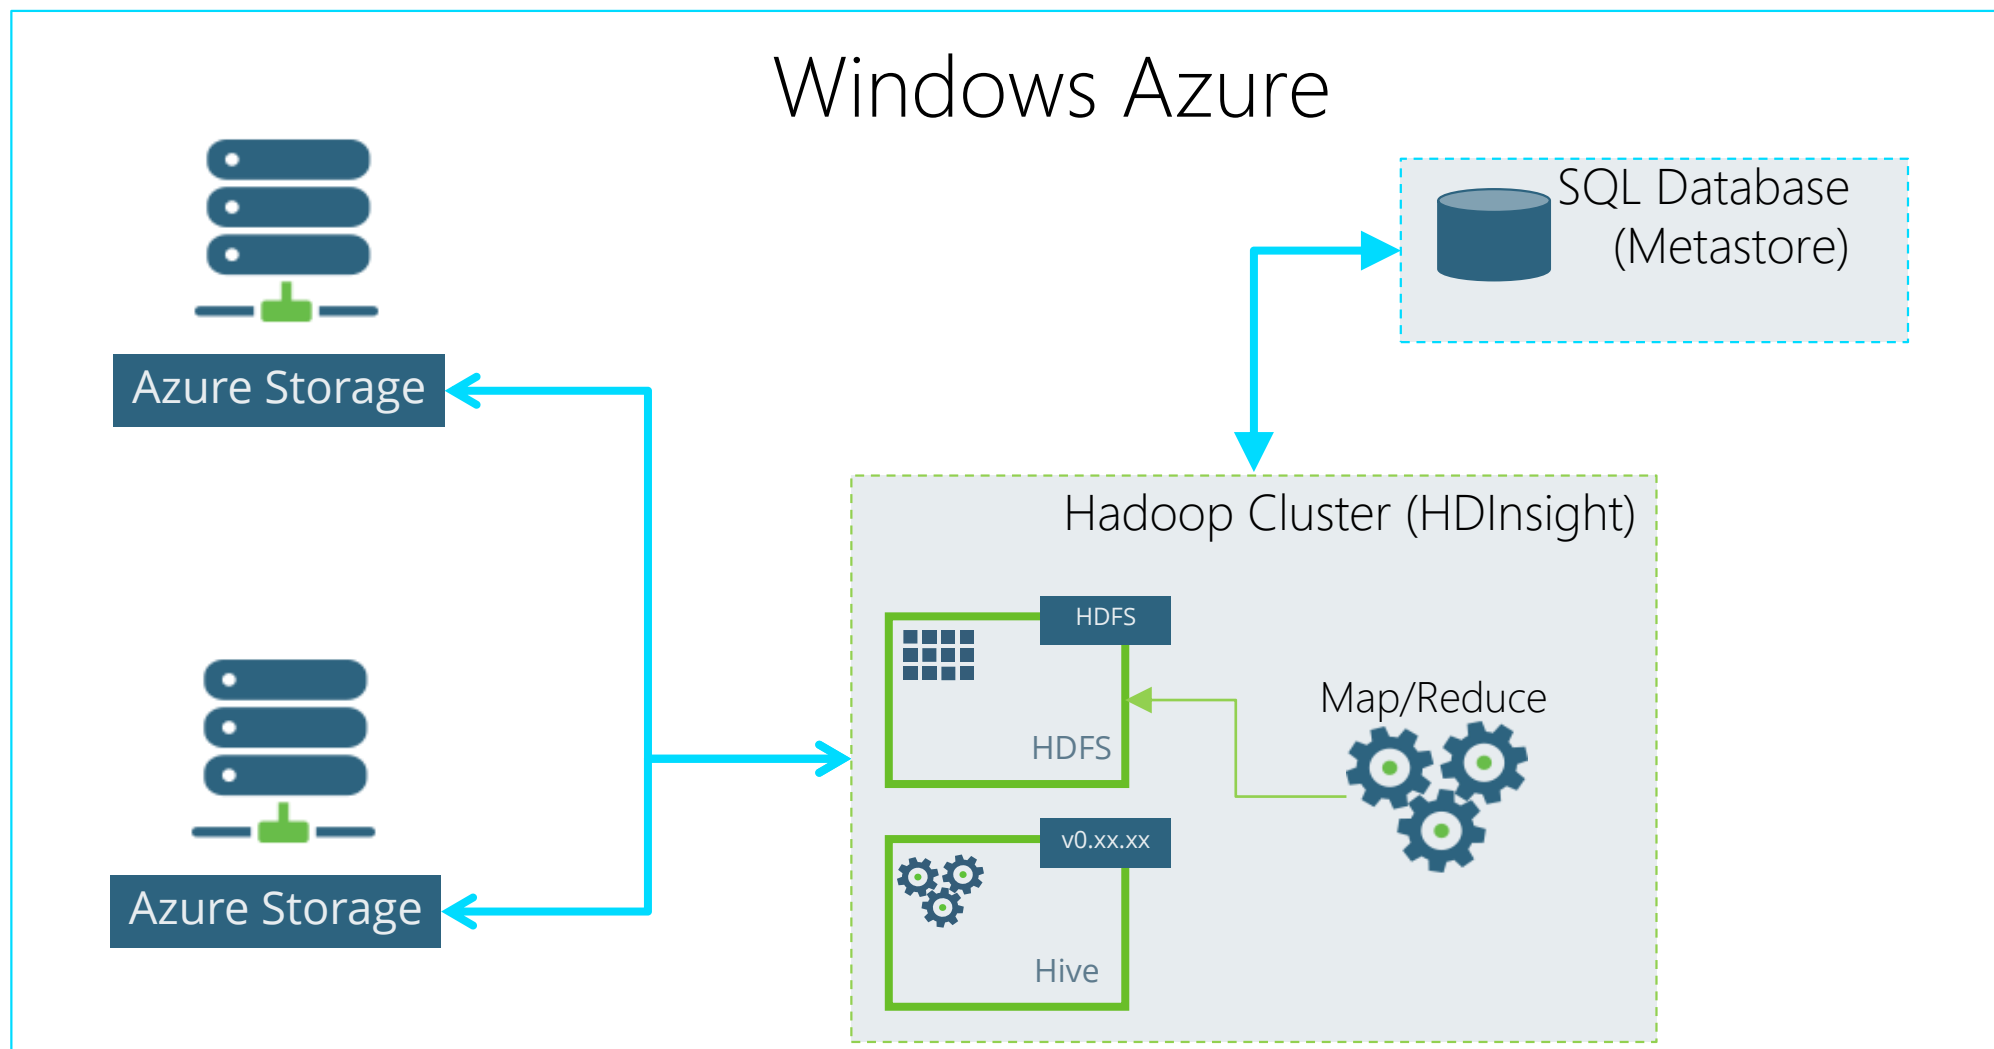 Windows Azure
SQL Database
(Metastore)
Azure Storage
Hadoop Cluster (HDInsight)
HDFS
Map/Reduce
HDFS
v0.xx.xx
Azure Storage
Hive